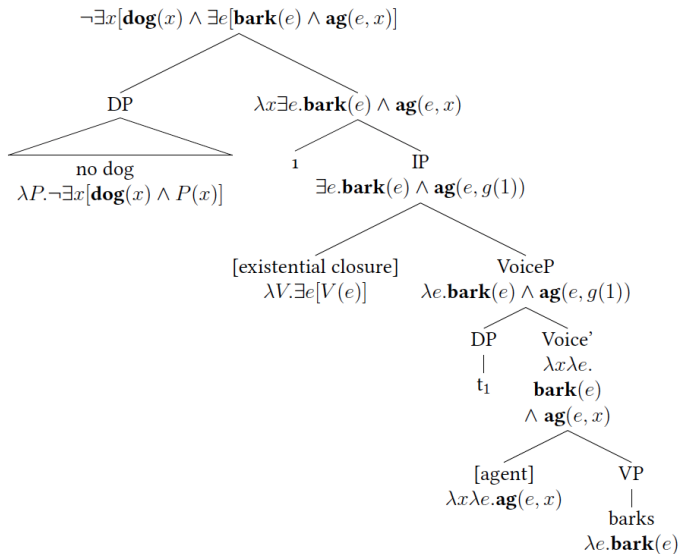 ¬∃x[dog(x) ∧ ∃e[bark(e) ∧ ag(e, x)]
DP
λx∃e.bark(e) ∧ ag(e, x)
no dog
λP.¬∃x[dog(x) ∧ P(x)]
1
IP
∃e.bark(e) ∧ ag(e, g(1))
[existential closure]
λV.∃e[V(e)]
VoiceP
λe.bark(e) ∧ ag(e, g(1))
DP
t₁
Voice’
λxλe.
bark(e)
∧ ag(e, x)
[agent]
λxλe.ag(e, x)
VP
barks
λe.bark(e)